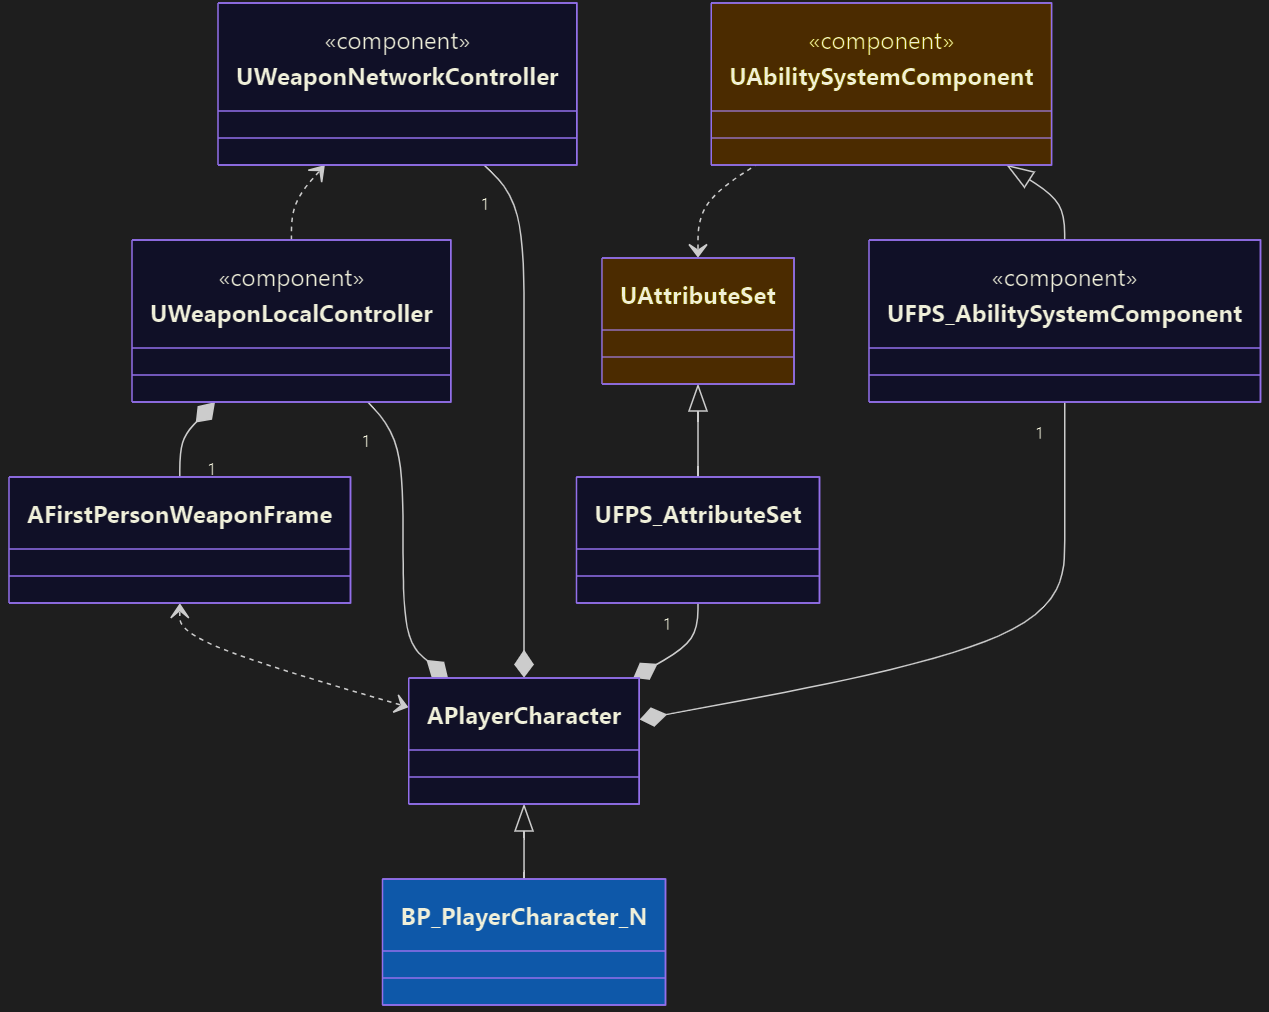 «component»
UWeaponNetworkController
«component»
UAbilitySystemComponent
1
«component»
UWeaponLocalController
UAttributeSet
«component»
UFPS_AbilitySystemComponent
1
1
1
AFirstPersonWeaponFrame
UFPS_AttributeSet
1
APlayerCharacter
BP_PlayerCharacter_N